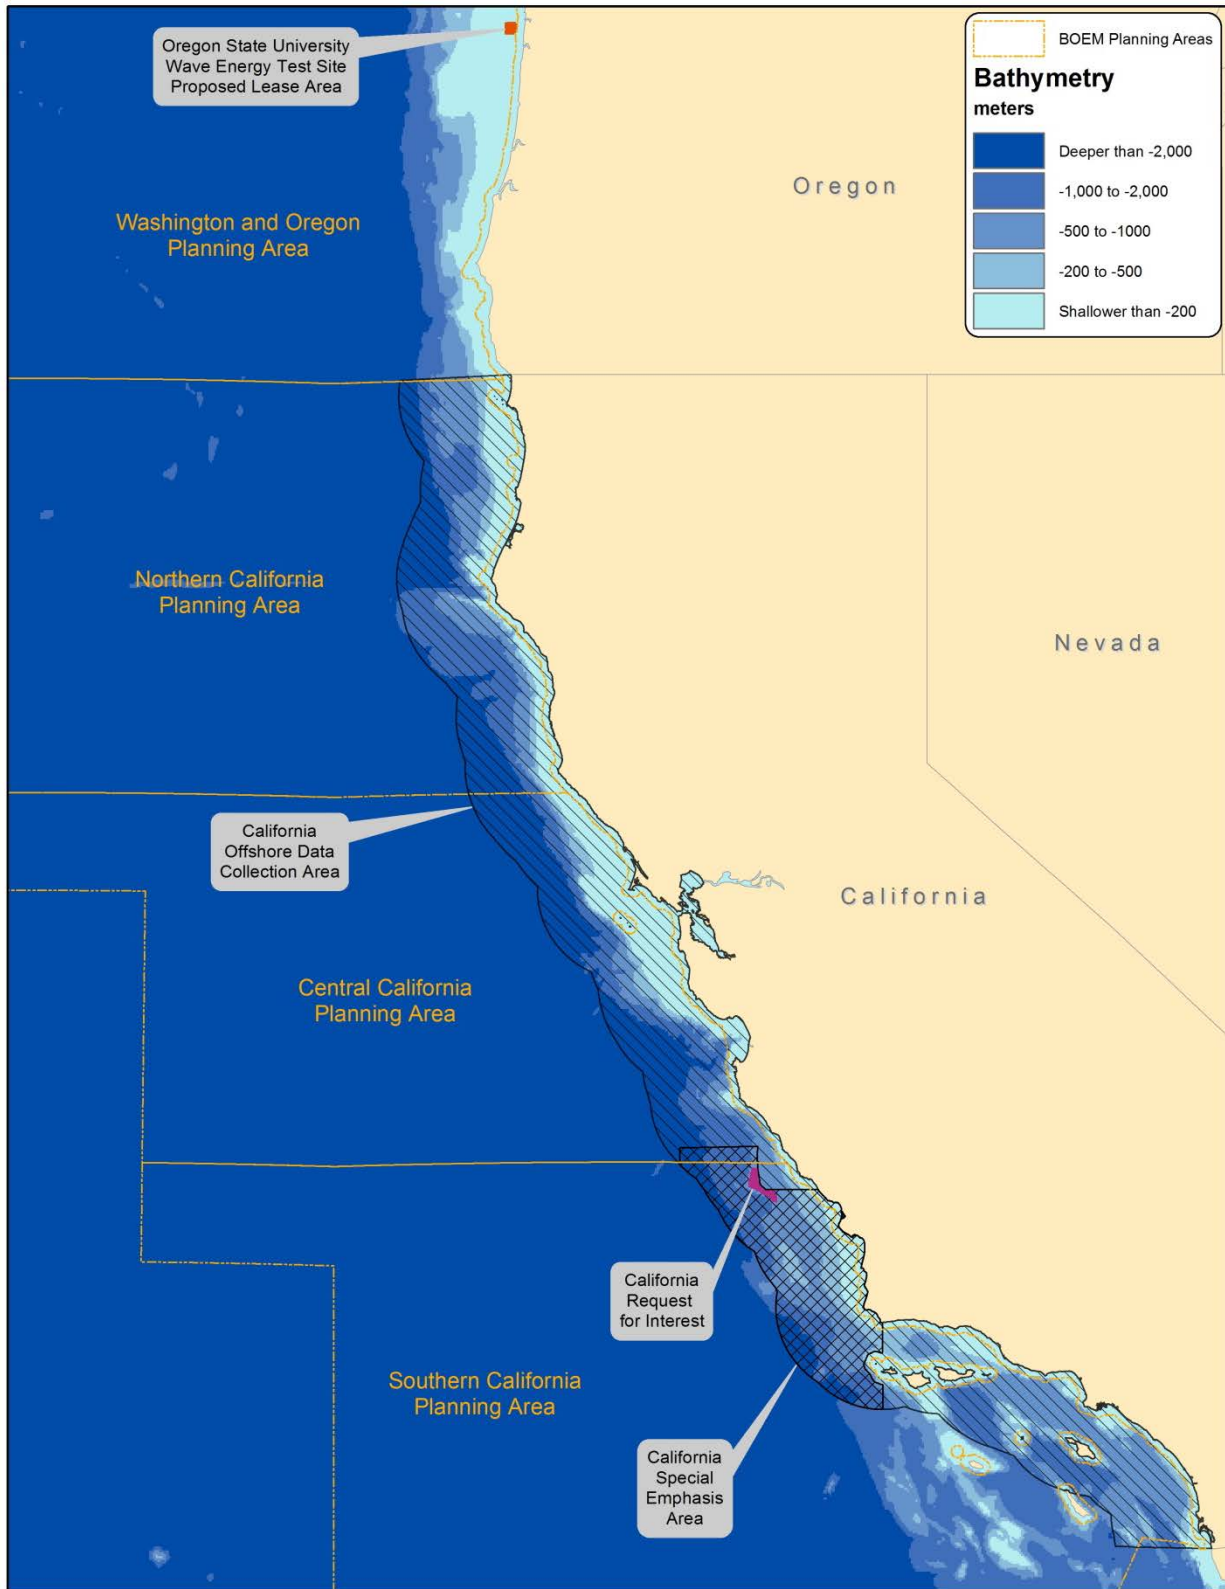 Oregon State University
Wave Energy Test Site
Proposed Lease Area
BOEM Planning Areas
Bathymetry
meters
Deeper than -2,000
-1,000 to -2,000
-500 to -1000
-200 to -500
Shallower than -200
Oregon
Washington and Oregon
Planning Area
Northern California
Planning Area
Nevada
California
Offshore Data
Collection Area
California
Central California
Planning Area
California
Request
for Interest
Southern California
Planning Area
California
Special
Emphasis
Area